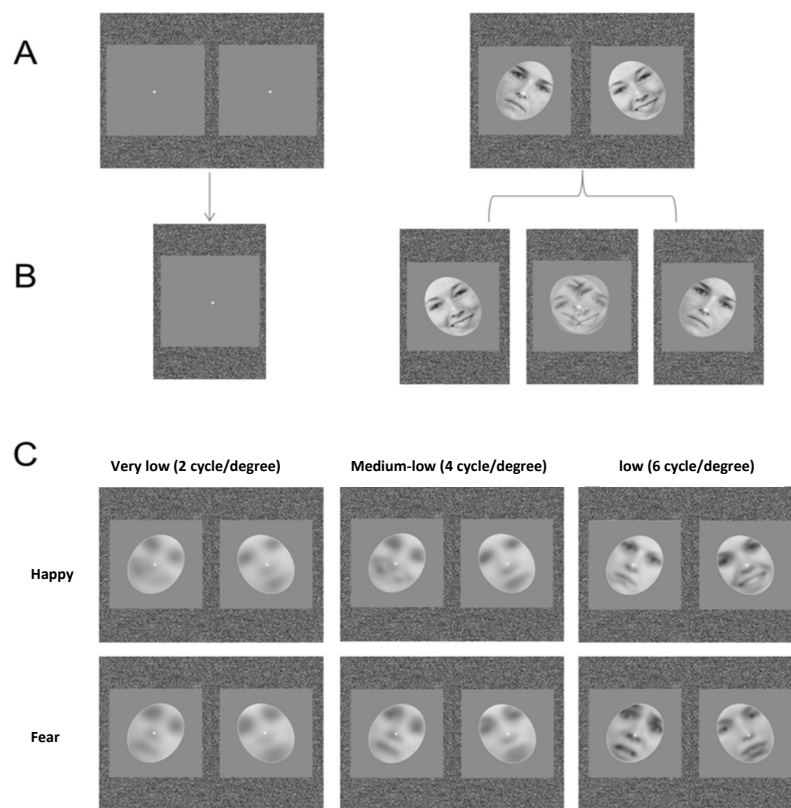 A
B
C
Very low (2 cycle/degree) Medium-low (4 cycle/degree) low (6 cycle/degree)
Happy
Fear